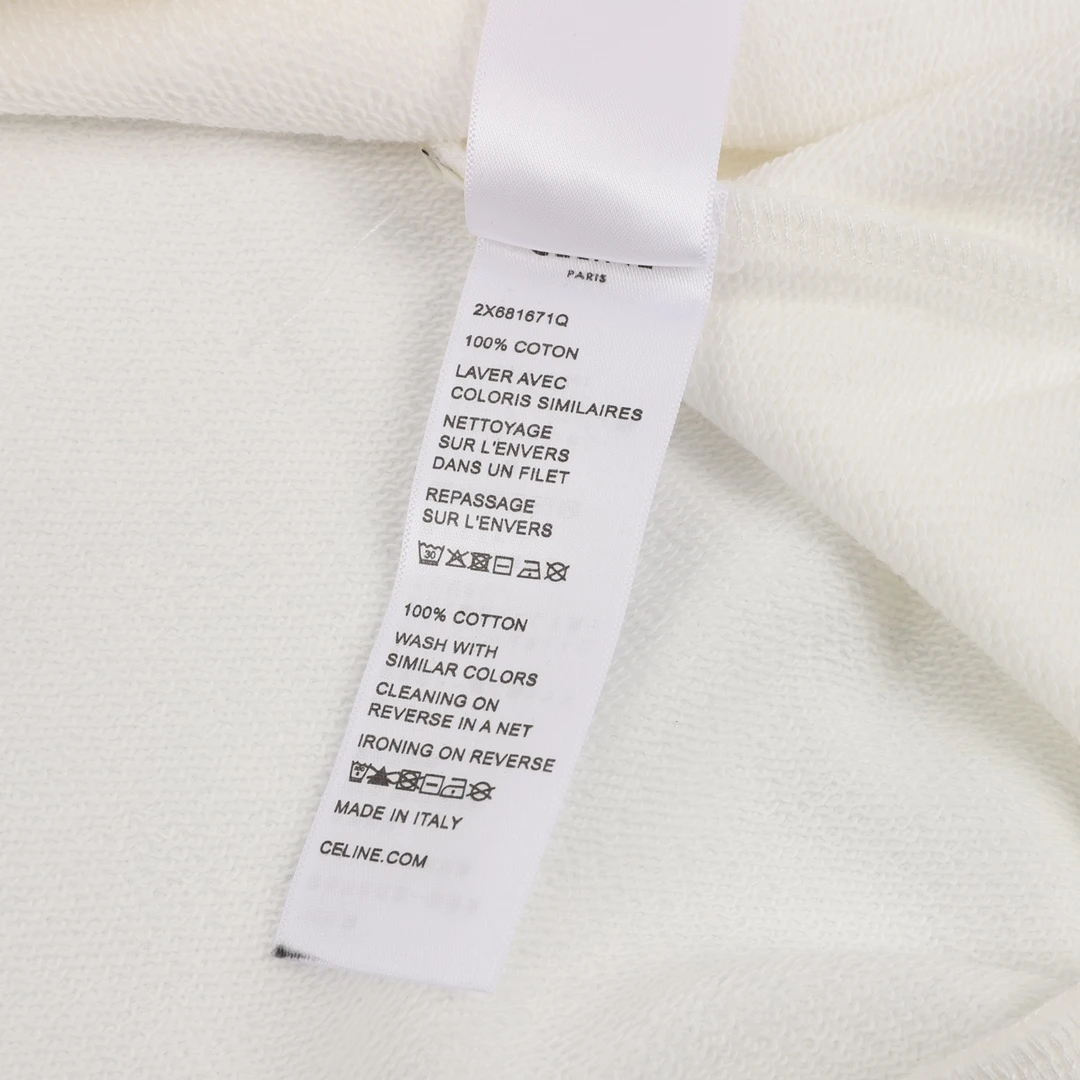 PARIS
2X681671Q
100% COTON
LAVER AVEC
COLORIS SIMILAIRES
NETTOYAGE
SUR L'ENVERS
DANS UN FILET
REPASSAGE
SUR L'ENVERS
30
100% COTTON
WASH WITH
SIMILAR COLORS
CLEANING ON
REVERSE IN A NET
IRONING ON REVERSE
MADE IN ITALY
CELINE.COM